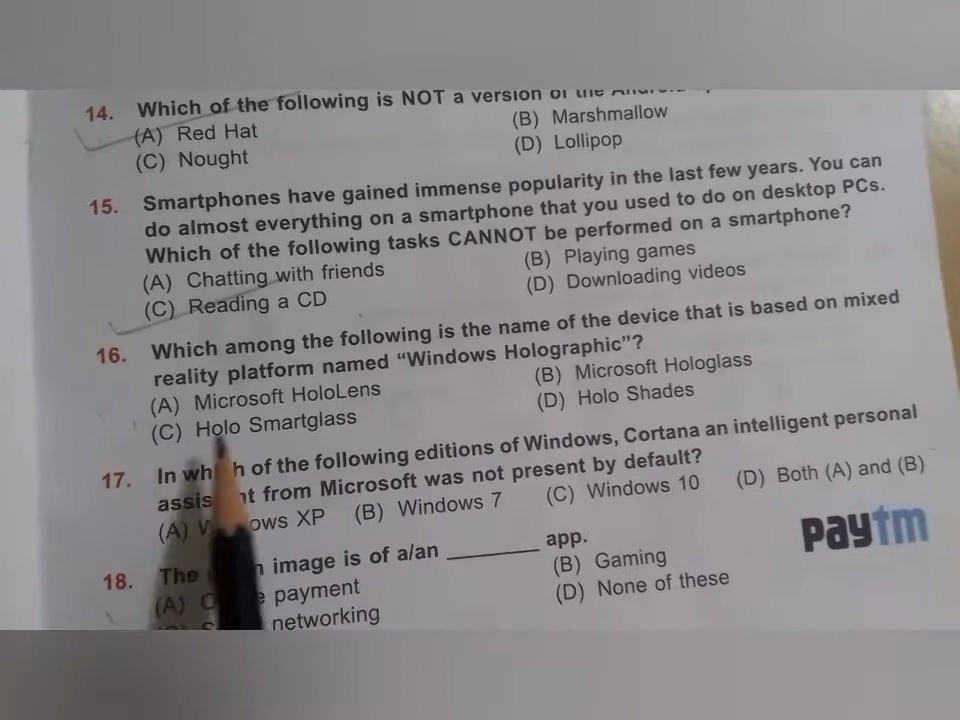 14. Which of the following is NOT a version of the
(A) Red Hat (B) Marshmallow
(C) Nought (D) Lollipop
15. Smartphones have gained immense popularity in the last few years. You can
do almost everything on a smartphone that you used to do on desktop PCs.
Which of the following tasks CANNOT be performed on a smartphone?
(A) Chatting with friends (B) Playing games
(C) Reading a CD (D) Downloading videos
16. Which among the following is the name of the device that is based on mixed
reality platform named “Windows Holographic”?
(A) Microsoft HoloLens (B) Microsoft Hologlass
(C) Holo Smartglass (D) Holo Shades
17. In which of the following editions of Windows, Cortana an intelligent personal
assistant from Microsoft was not present by default?
(A) Windows XP (B) Windows 7 (C) Windows 10 (D) Both (A) and (B)
paytm
18. The image is of a/an ________ app.
(A) payment (B) Gaming
networking (D) None of these